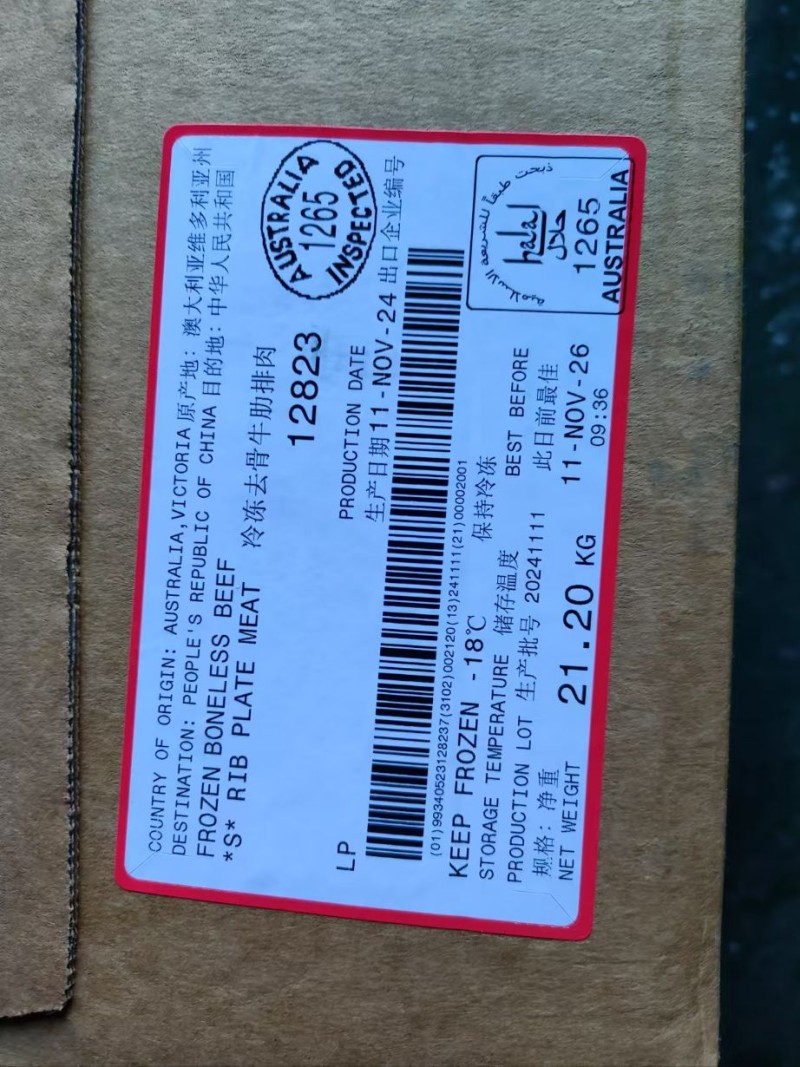 COUNTRY OF ORIGIN: AUSTRALIA,VICTORIA 原产地: 澳大利亚维多利亚州
DESTINATION: PEOPLE'S REPUBLIC OF CHINA 目的地: 中华人民共和国
FROZEN BONELESS BEEF
*S* RIB PLATE MEAT 冷冻去骨牛肋排肉
AUSTRALIA
1265
INSPECTED
12823
LP
PRODUCTION DATE
生产日期 11-NOV-24 出口企业编号
(01)99340523128237(3102)002120(13)241111(21)00002001
KEEP FROZEN -18℃ 保持冷冻
STORAGE TEMPERATURE 储存温度
PRODUCTION LOT 生产批号 20241111
规格: 净重
NET WEIGHT 21.20 KG
BEST BEFORE
此日前最佳
11-NOV-26
09:36
halal
حلال
1265
AUSTRALIA